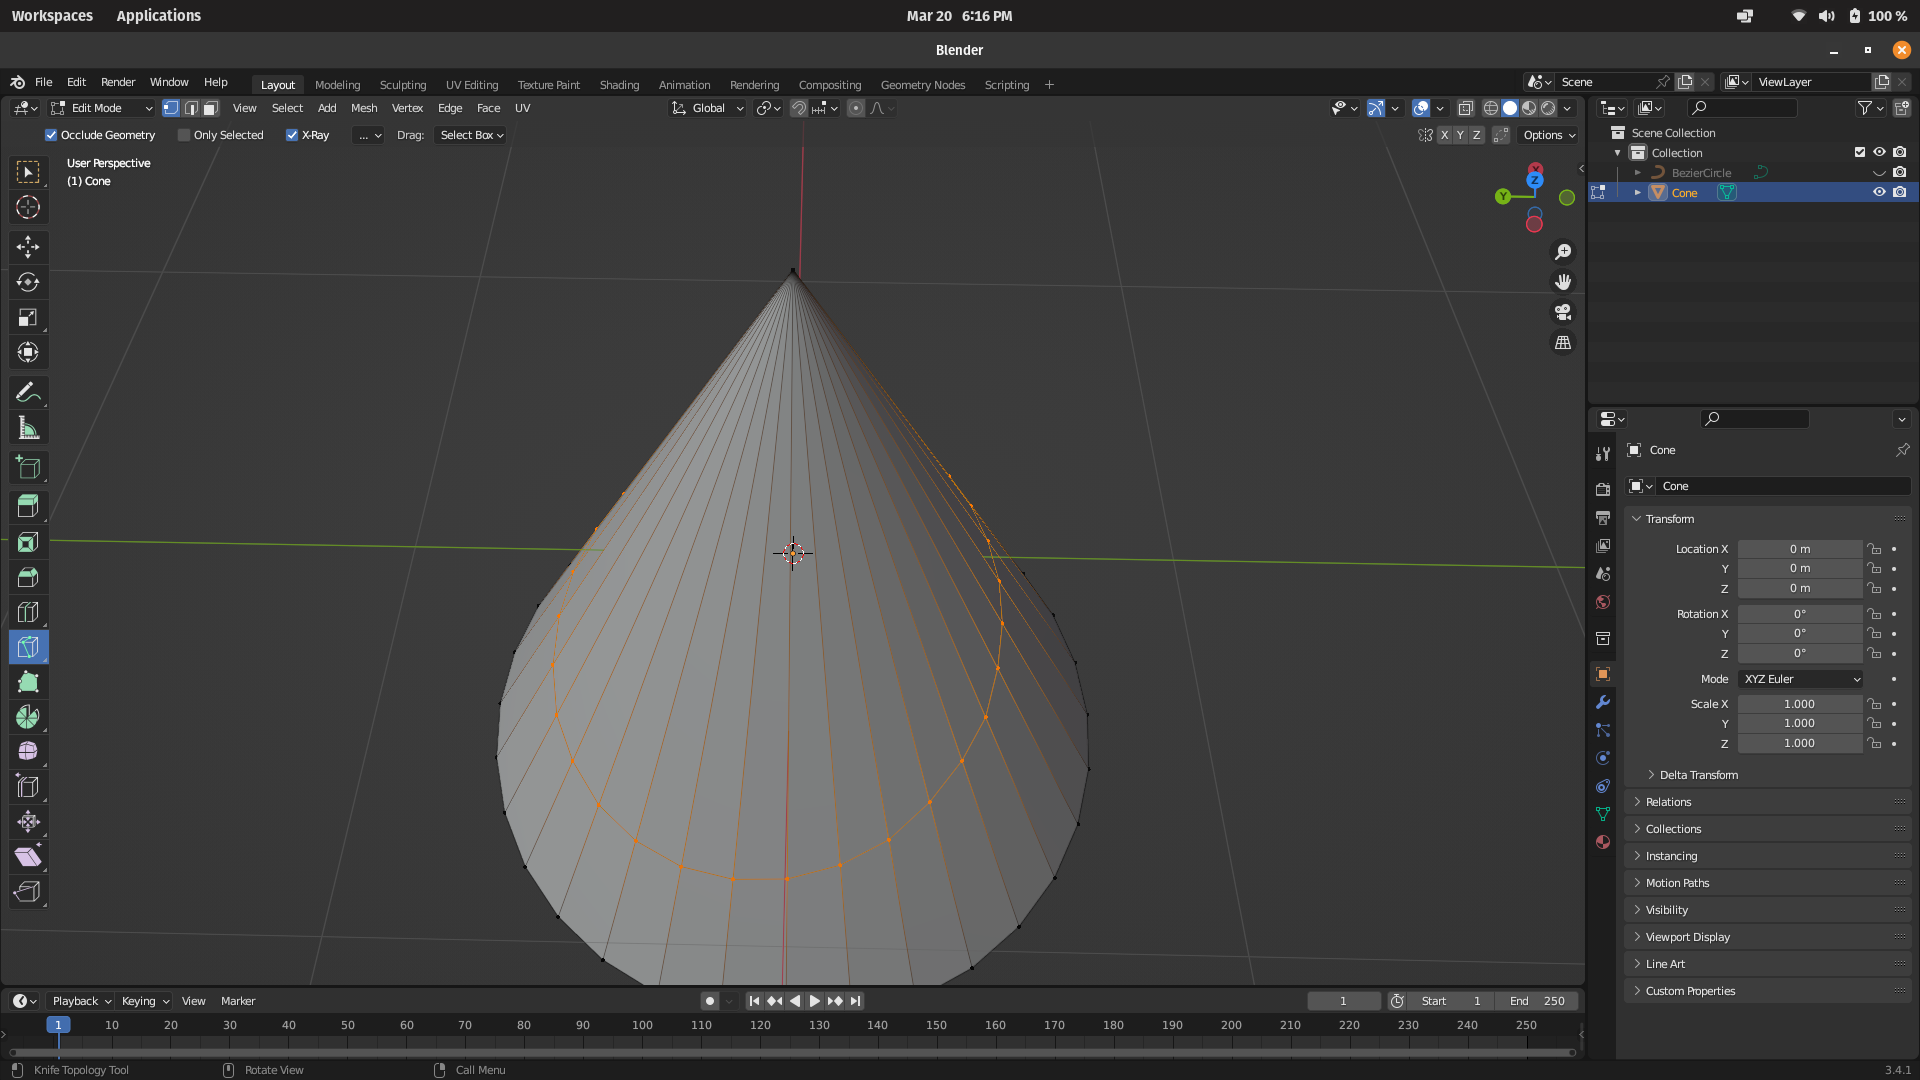 Workspaces Applications Mar 20 6:16 PM 100 %
Blender
File Edit Render Window Help Layout Modeling Sculpting UV Editing Texture Paint Shading Animation Rendering Compositing Geometry Nodes Scripting + Scene ViewLayer
Edit Mode View Select Add Mesh Vertex Edge Face UV Global
Occlude Geometry Only Selected X-Ray ... Drag: Select Box X Y Z Options
User Perspective
(1) Cone
X
Z
Y
Scene Collection
Collection
BezierCircle
Cone
Cone
Cone
Transform
Location X 0 m
Y 0 m
Z 0 m
Rotation X 0°
Y 0°
Z 0°
Mode XYZ Euler
Scale X 1.000
Y 1.000
Z 1.000
Delta Transform
Relations
Collections
Instancing
Motion Paths
Visibility
Viewport Display
Line Art
Custom Properties
Playback Keying View Marker 1 Start 1 End 250
1 10 20 30 40 50 60 70 80 90 100 110 120 130 140 150 160 170 180 190 200 210 220 230 240 250
Knife Topology Tool Rotate View Call Menu 3.4.1